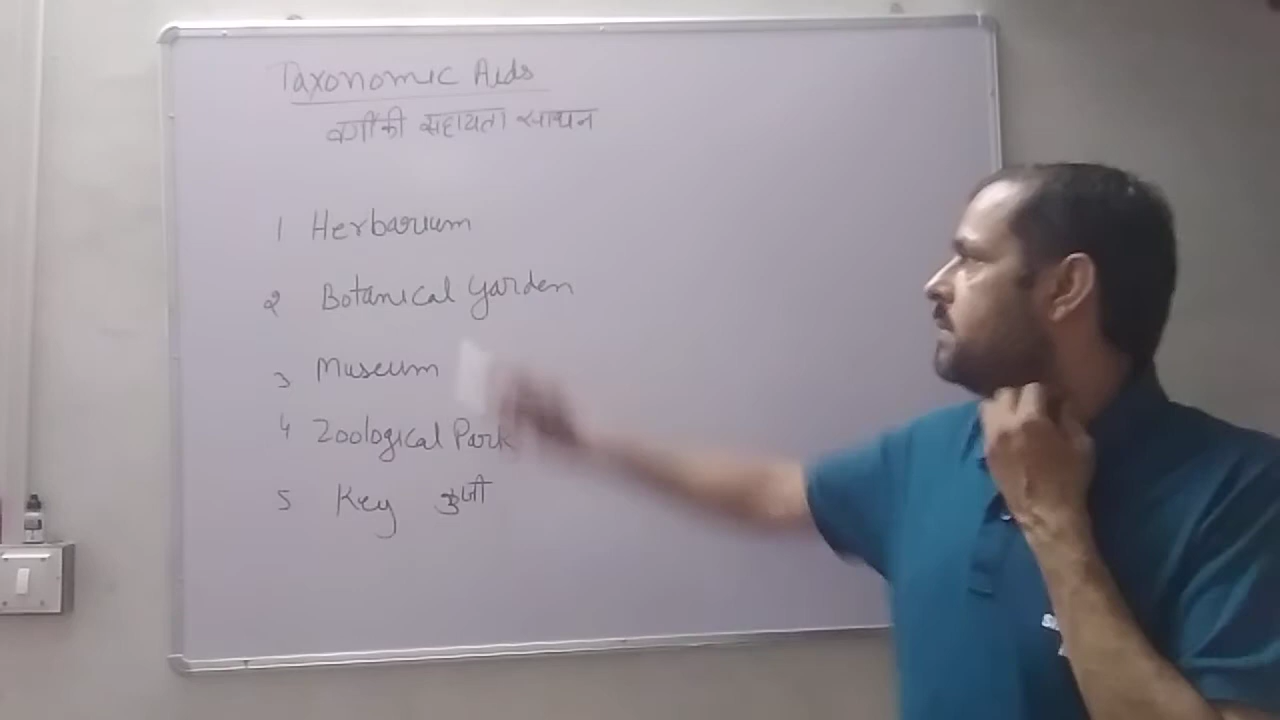 Taxonomic Aids
वर्गीकी सहायता साधन
1 Herbarium
2 Botanical Garden
3 Museum
4 Zoological Park
5 Key कुंजी